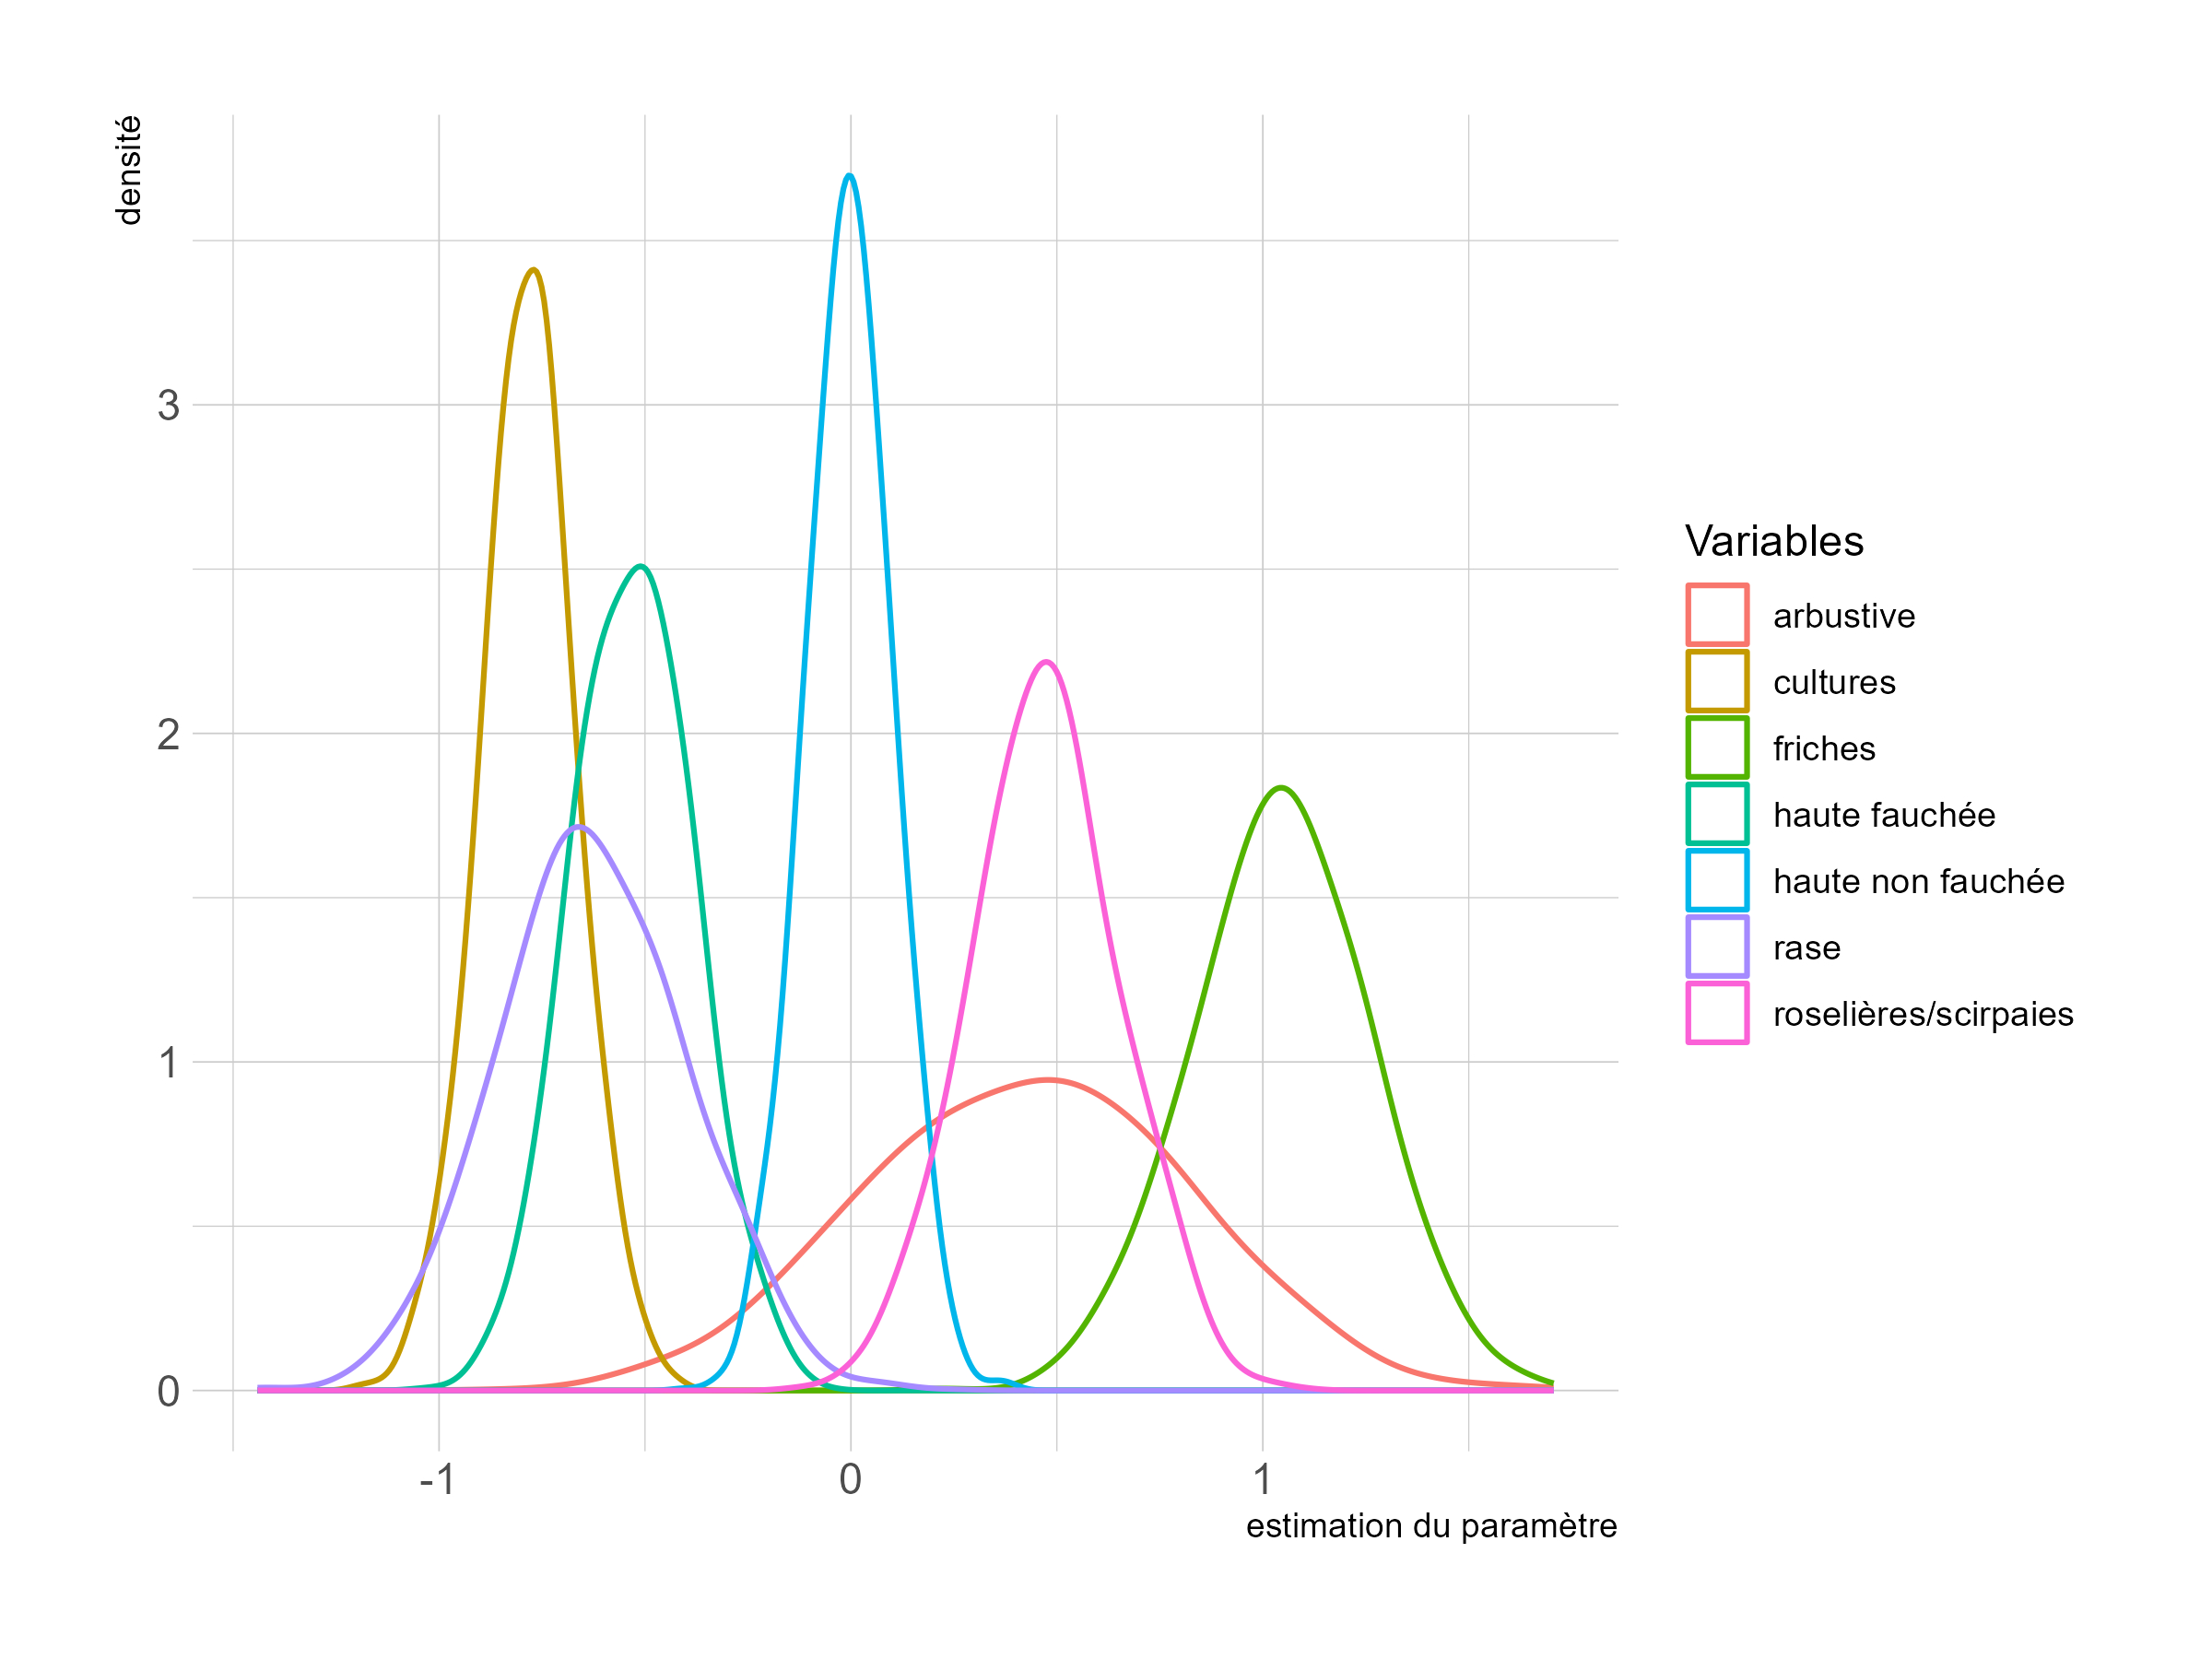 densité
3
2
1
0
-1
0
1
estimation du paramètre
Variables
arbustive
cultures
friches
haute fauchée
haute non fauchée
rase
roselières/scirpaies